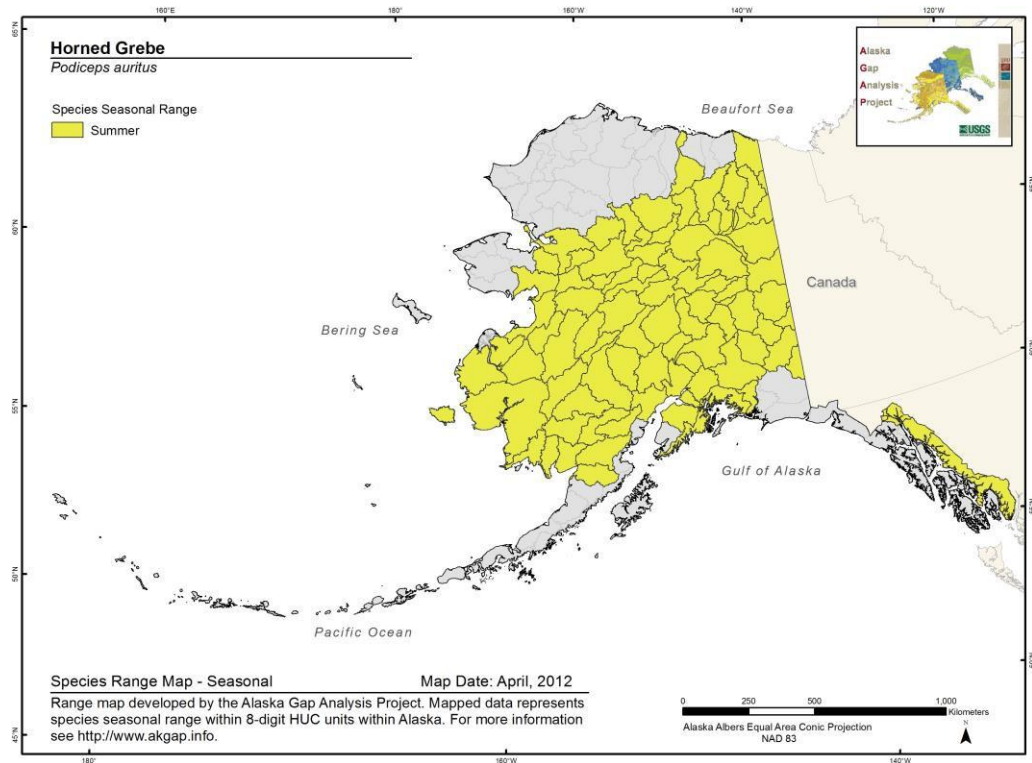 180°
160°W
140°W
120°W
65°N
Horned Grebe
Podiceps auritus
Species Seasonal Range
Summer
Alaska
Gap
Analysis
Project
USGS
Beaufort Sea
60°N
Canada
Bering Sea
55°N
Gulf of Alaska
50°N
Pacific Ocean
Species Range Map - Seasonal
Map Date: April, 2012
Range map developed by the Alaska Gap Analysis Project. Mapped data represents
species seasonal range within 8-digit HUC units within Alaska. For more information
see http://www.akgap.info.
0 250 500 1,000
Kilometers
Alaska Albers Equal Area Conic Projection
NAD 83
N
45°N
180°
160°W
140°W